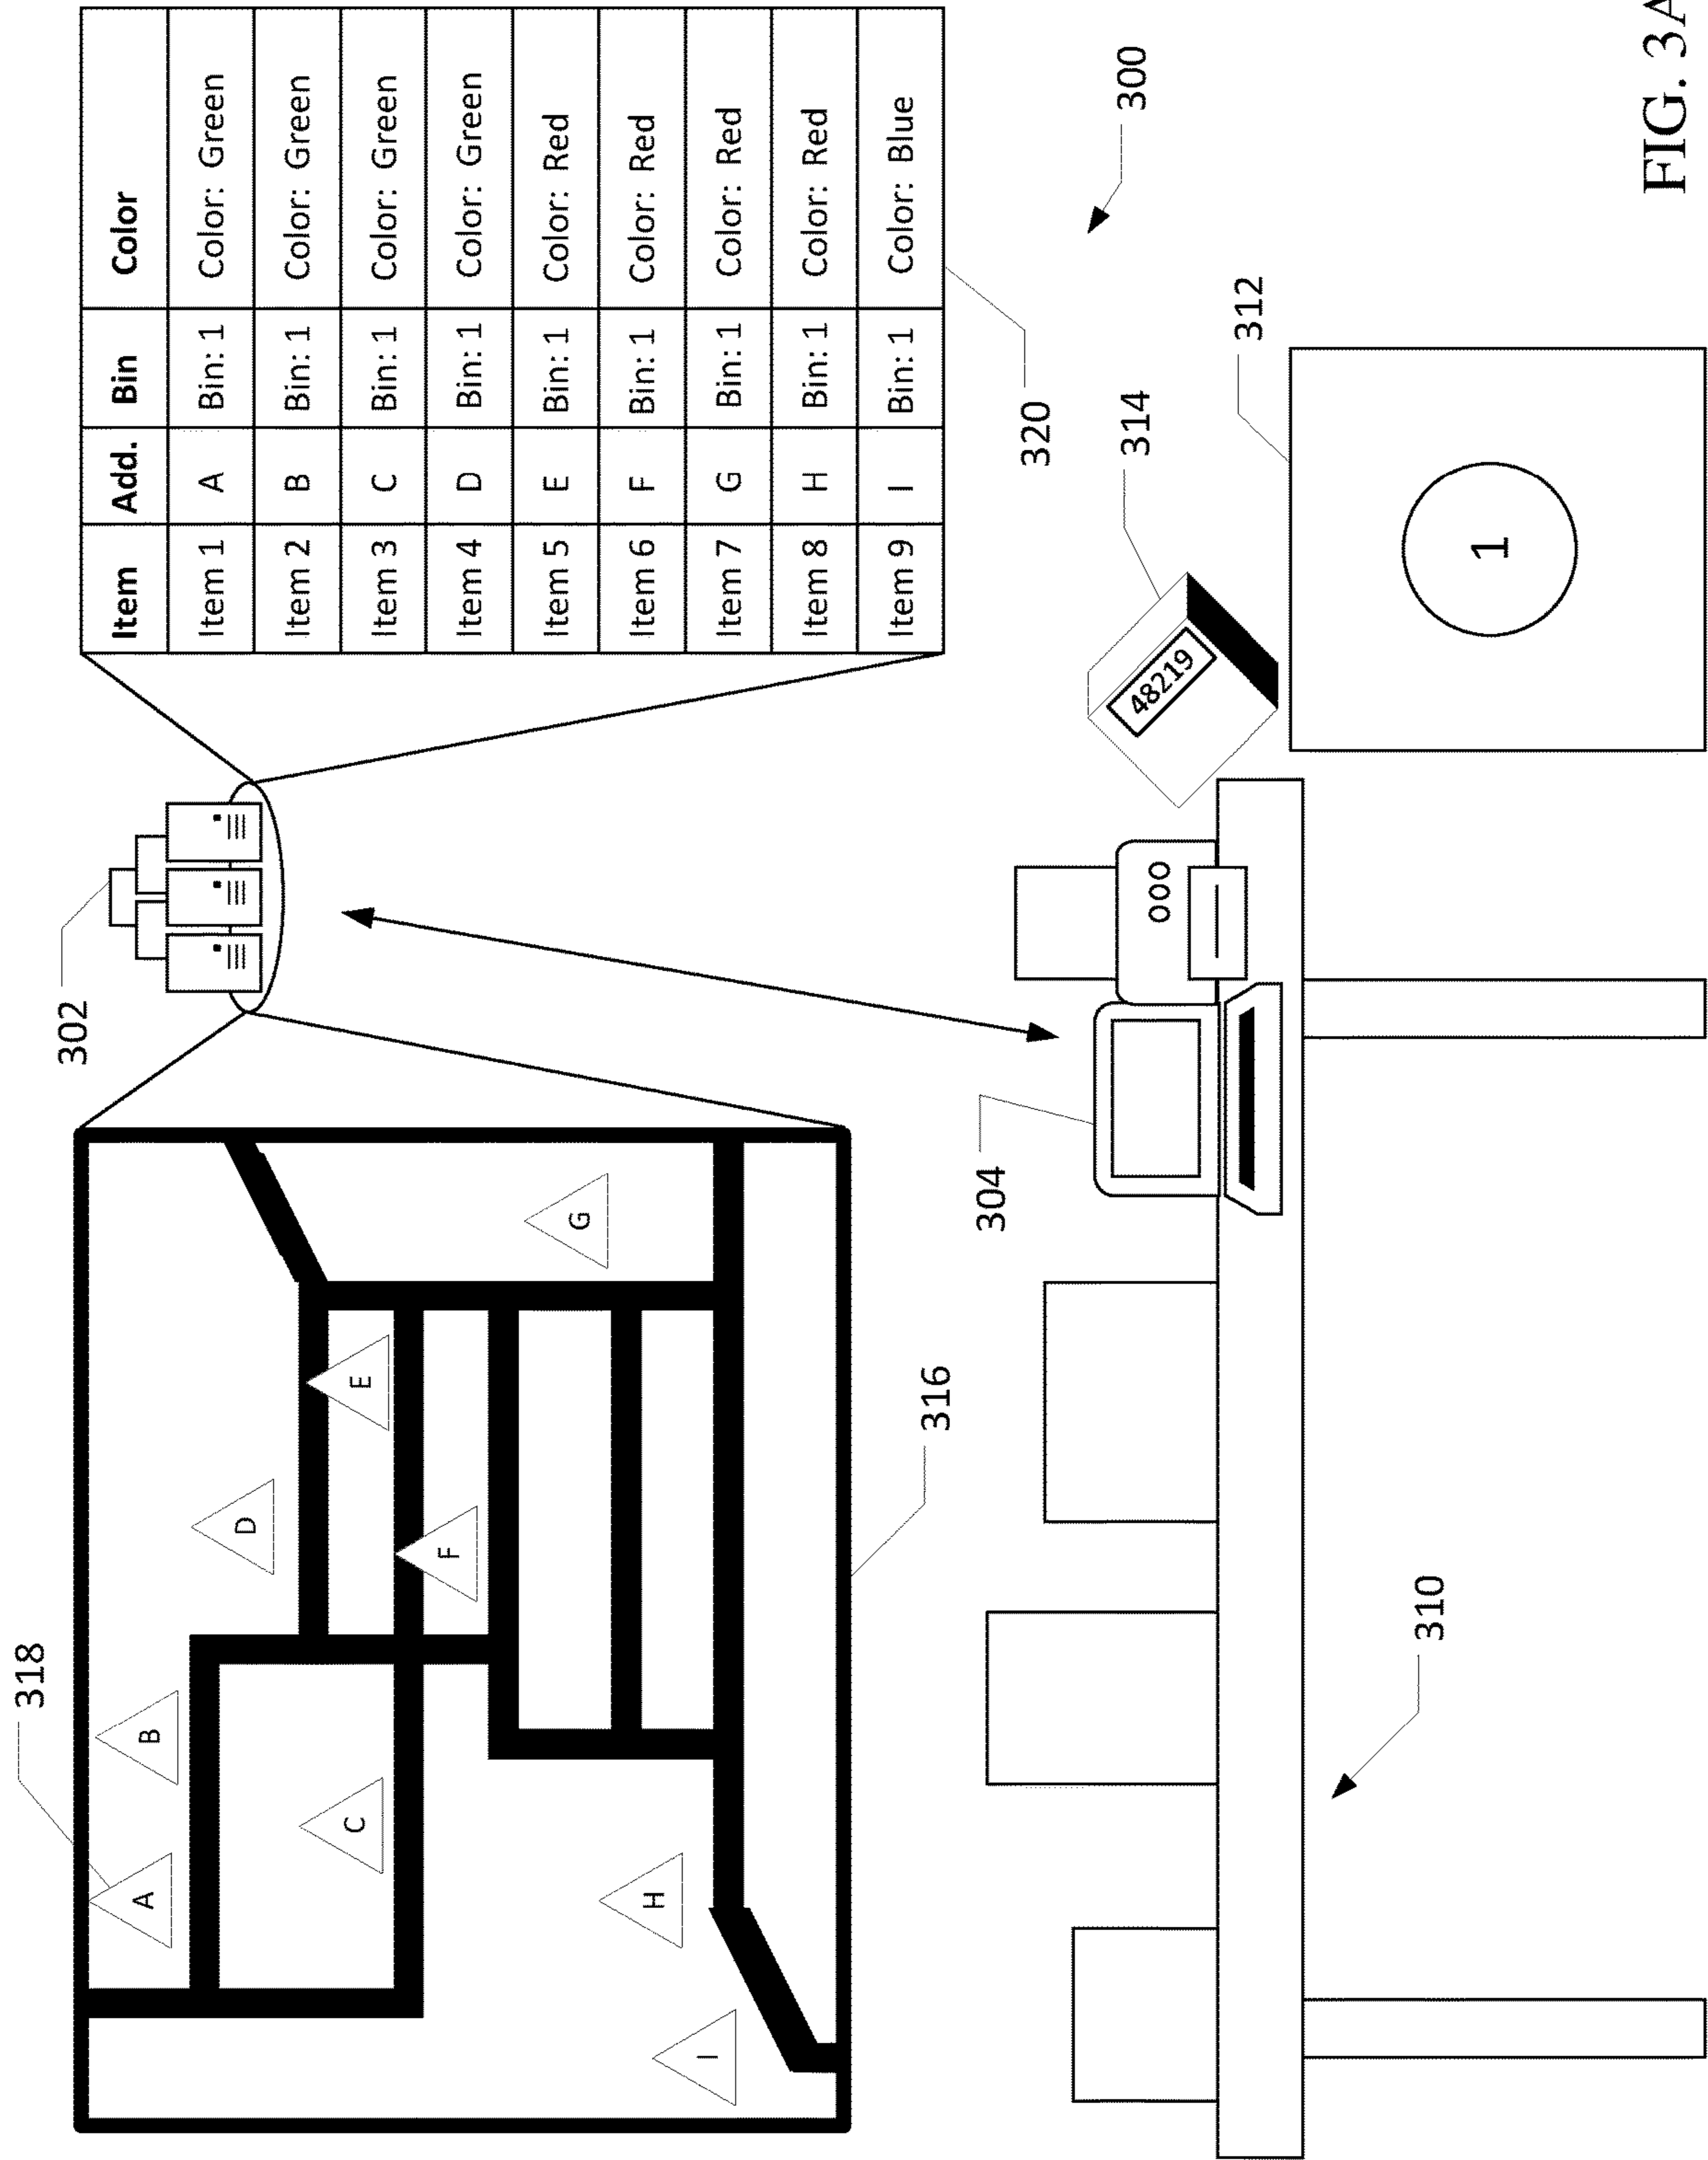 318
A
B
C
D
E
F
G
H
I
316
302
Item Add. Bin Color
Item 1 A Bin: 1 Color: Green
Item 2 B Bin: 1 Color: Green
Item 3 C Bin: 1 Color: Green
Item 4 D Bin: 1 Color: Green
Item 5 E Bin: 1 Color: Red
Item 6 F Bin: 1 Color: Red
Item 7 G Bin: 1 Color: Red
Item 8 H Bin: 1 Color: Red
Item 9 I Bin: 1 Color: Blue
320
300
304
314
48219
312
1
310
FIG. 3A